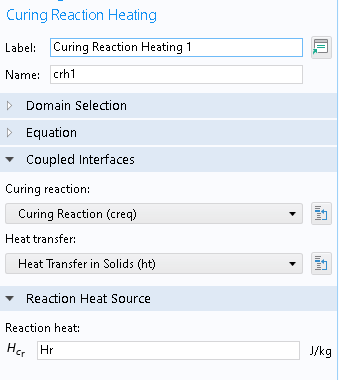 Curing Reaction Heating
Label: Curing Reaction Heating 1
Name: crh1
Domain Selection
Equation
Coupled Interfaces
Curing reaction:
Curing Reaction (creq)
Heat transfer:
Heat Transfer in Solids (ht)
Reaction Heat Source
Reaction heat:
H_{c_r} Hr J/kg